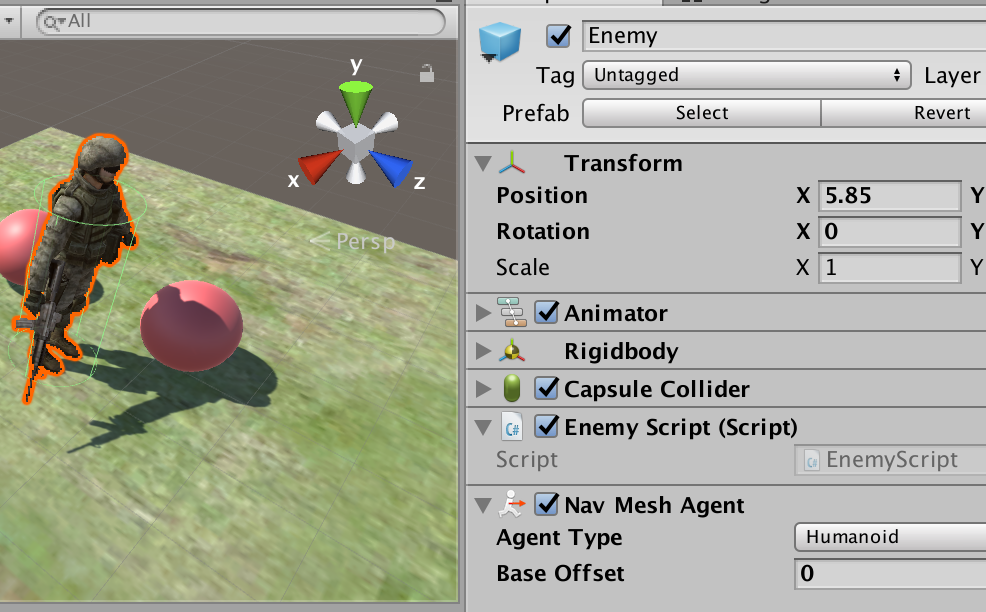 All
y
x
z
Persp
Enemy
Tag Untagged Layer
Prefab Select Revert
Transform
Position X 5.85 Y
Rotation X 0 Y
Scale X 1 Y
Animator
Rigidbody
Capsule Collider
C# Enemy Script (Script)
Script C# EnemyScript
Nav Mesh Agent
Agent Type Humanoid
Base Offset 0